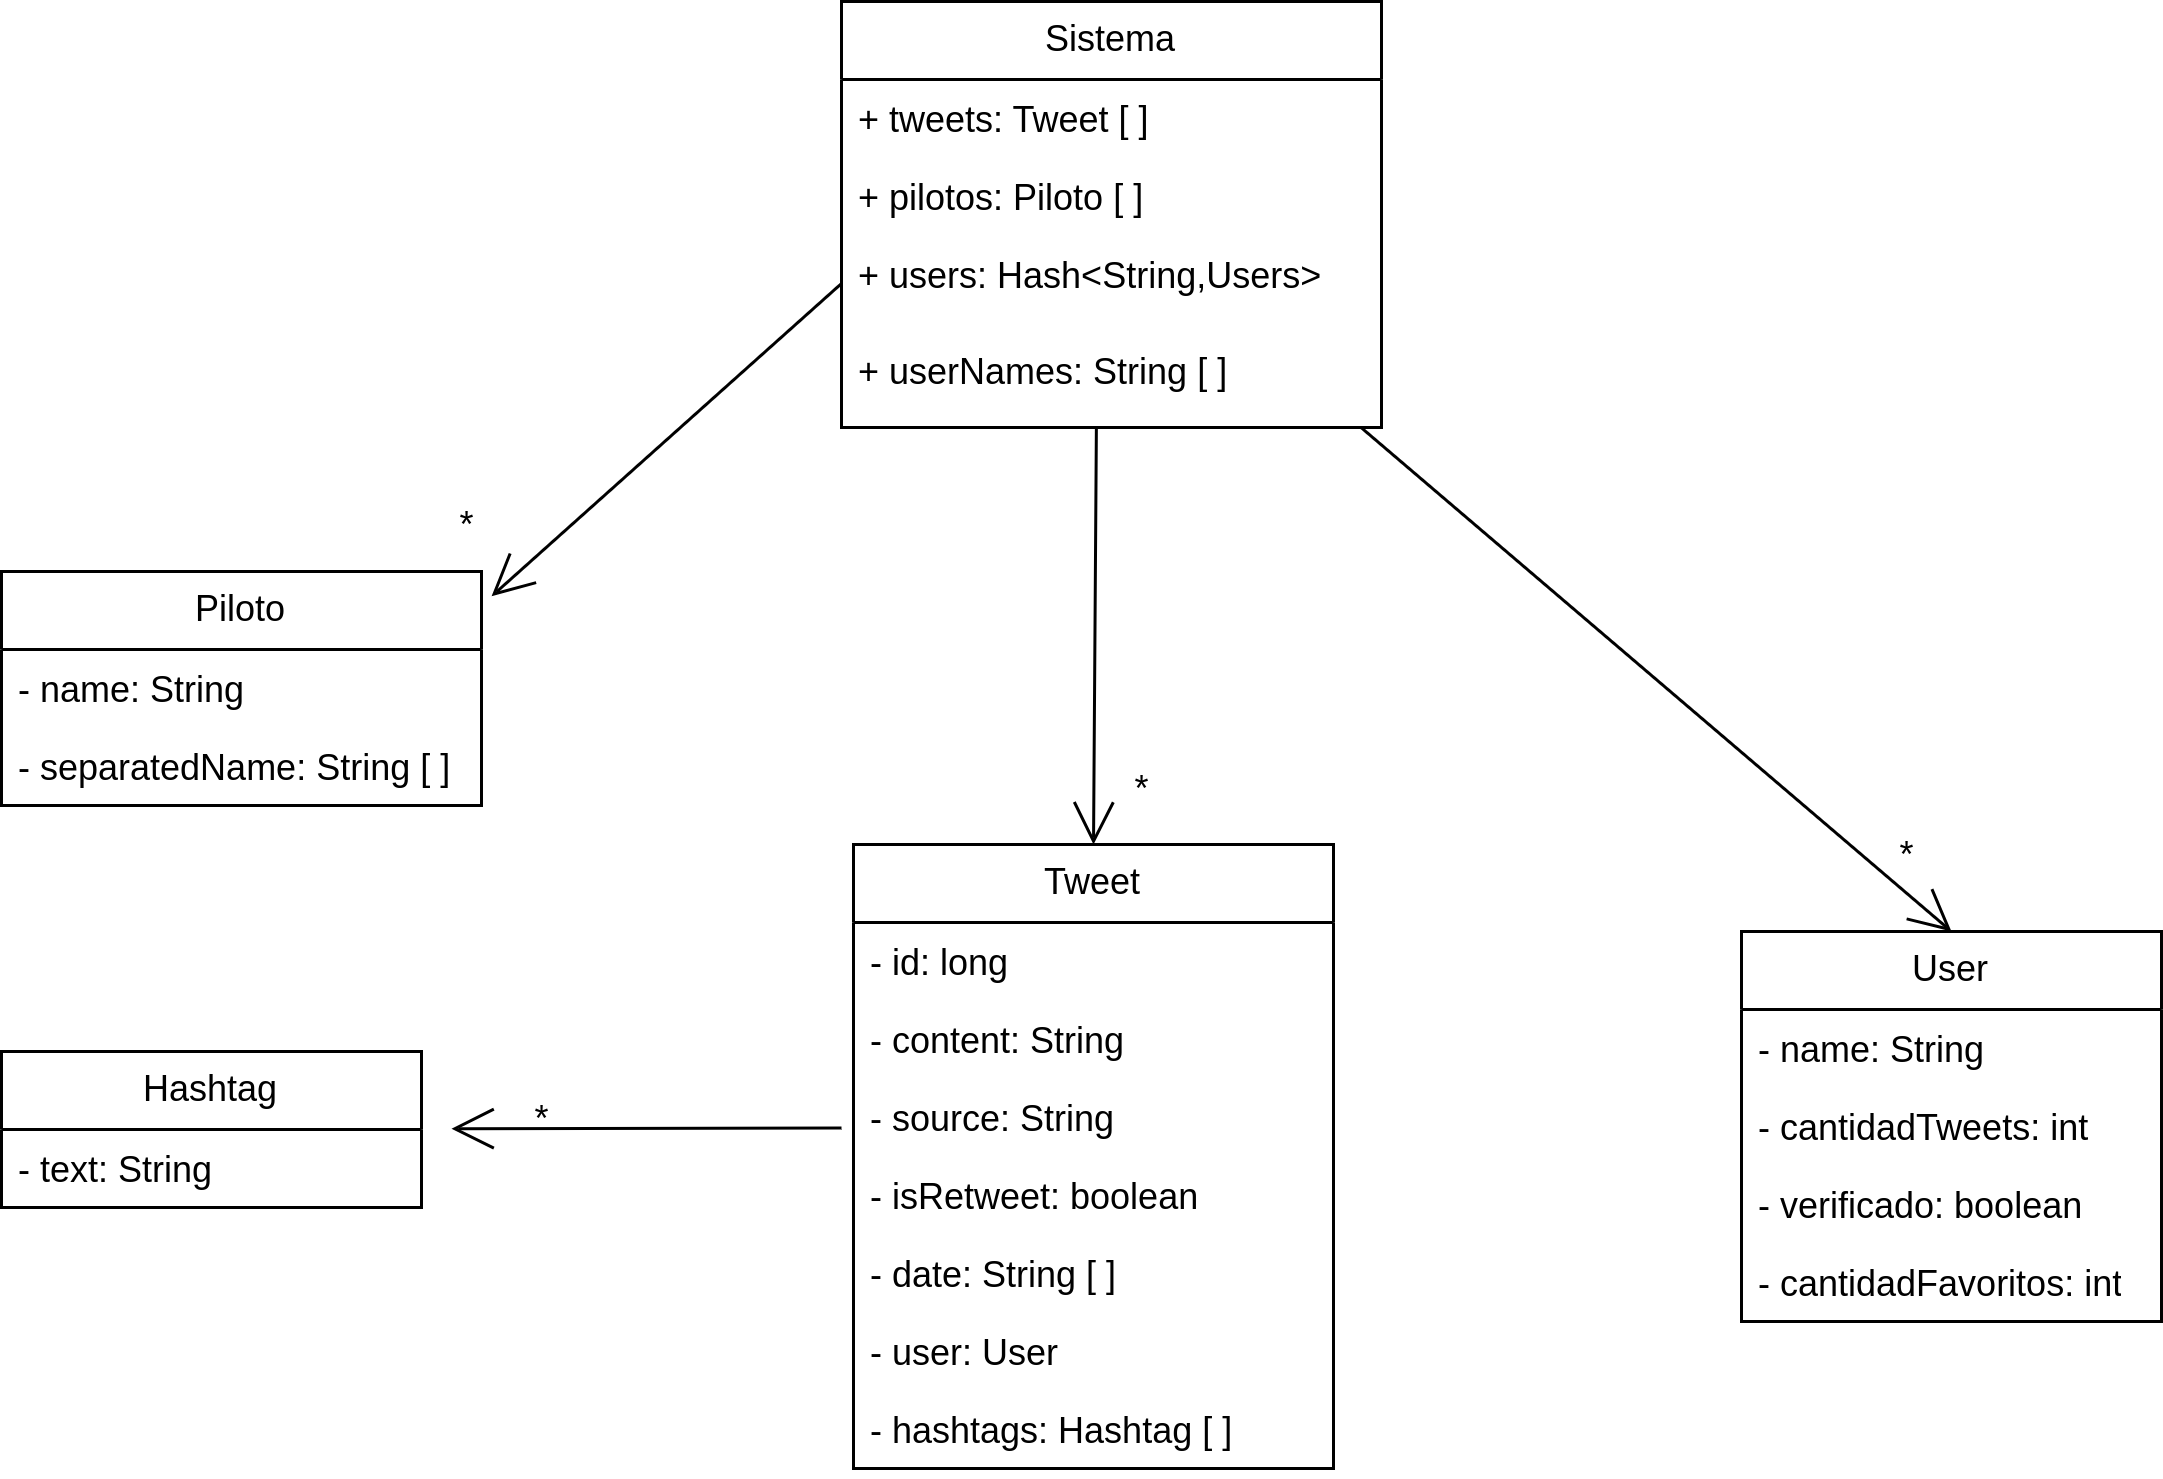 Sistema
+ tweets: Tweet [ ]
+ pilotos: Piloto [ ]
+ users: Hash<String,Users>
+ userNames: String [ ]
*
Piloto
- name: String
- separatedName: String [ ]
*
Tweet
- id: long
- content: String
- source: String
- isRetweet: boolean
- date: String [ ]
- user: User
- hashtags: Hashtag [ ]
*
User
- name: String
- cantidadTweets: int
- verificado: boolean
- cantidadFavoritos: int
*
Hashtag
- text: String